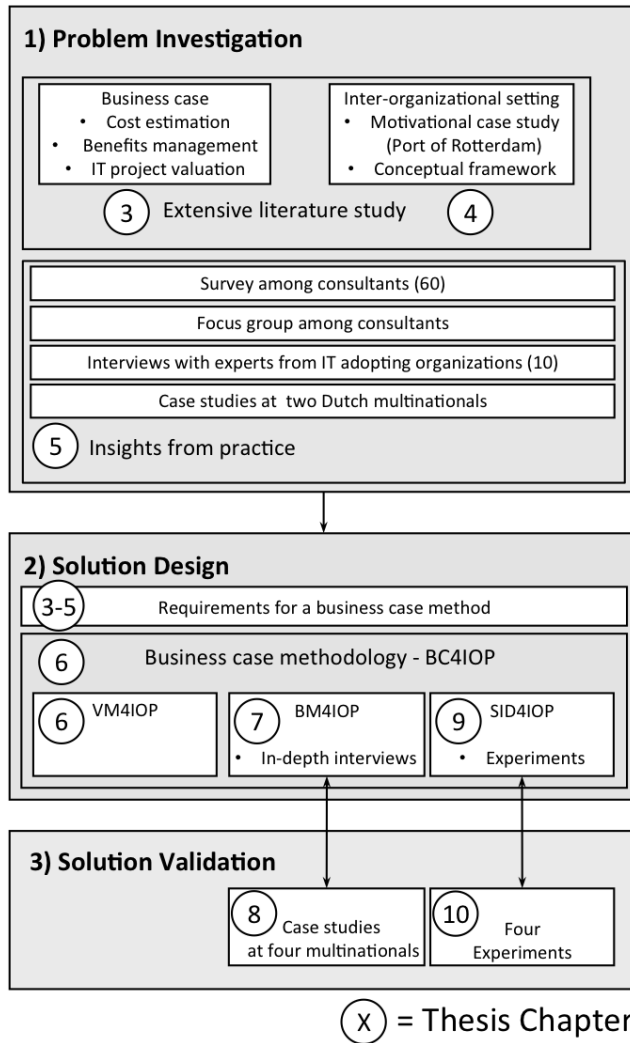 1) Problem Investigation
Business case
• Cost estimation
• Benefits management
• IT project valuation
Inter-organizational setting
• Motivational case study
(Port of Rotterdam)
• Conceptual framework
3 Extensive literature study 4
Survey among consultants (60)
Focus group among consultants
Interviews with experts from IT adopting organizations (10)
Case studies at two Dutch multinationals
5 Insights from practice
2) Solution Design
3-5 Requirements for a business case method
6 Business case methodology - BC4IOP
6 VM4IOP
7 BM4IOP
• In-depth interviews
9 SID4IOP
• Experiments
3) Solution Validation
8 Case studies
at four multinationals
10 Four
Experiments
X = Thesis Chapter